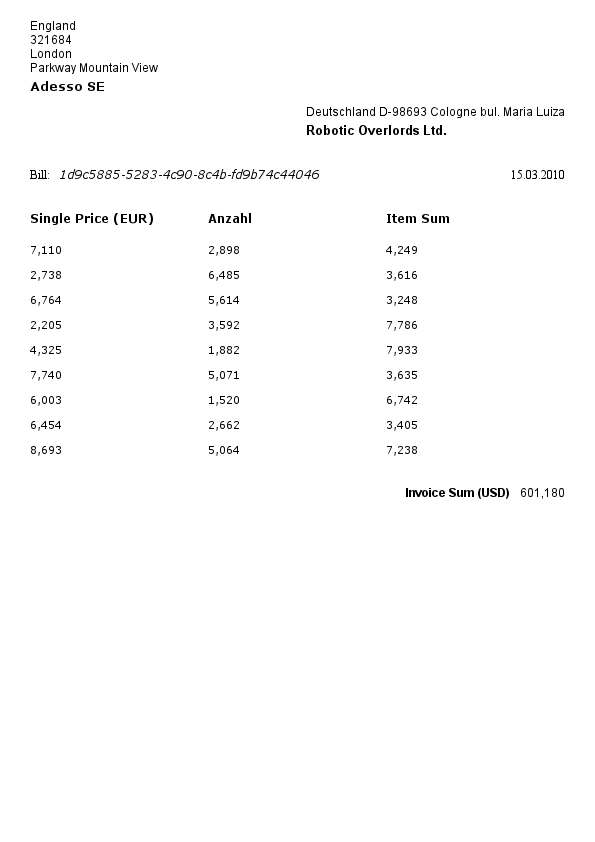 England
321684
London
Parkway Mountain View
Adesso SE
Deutschland D-98693 Cologne bul. Maria Luiza
Robotic Overlords Ltd.
Bill: 1d9c5885-5283-4c90-8c4b-fd9b74c44046 15.03.2010
Single Price (EUR) Anzahl Item Sum
7,110 2,898 4,249
2,738 6,485 3,616
6,764 5,614 3,248
2,205 3,592 7,786
4,325 1,882 7,933
7,740 5,071 3,635
6,003 1,520 6,742
6,454 2,662 3,405
8,693 5,064 7,238
Invoice Sum (USD) 601,180